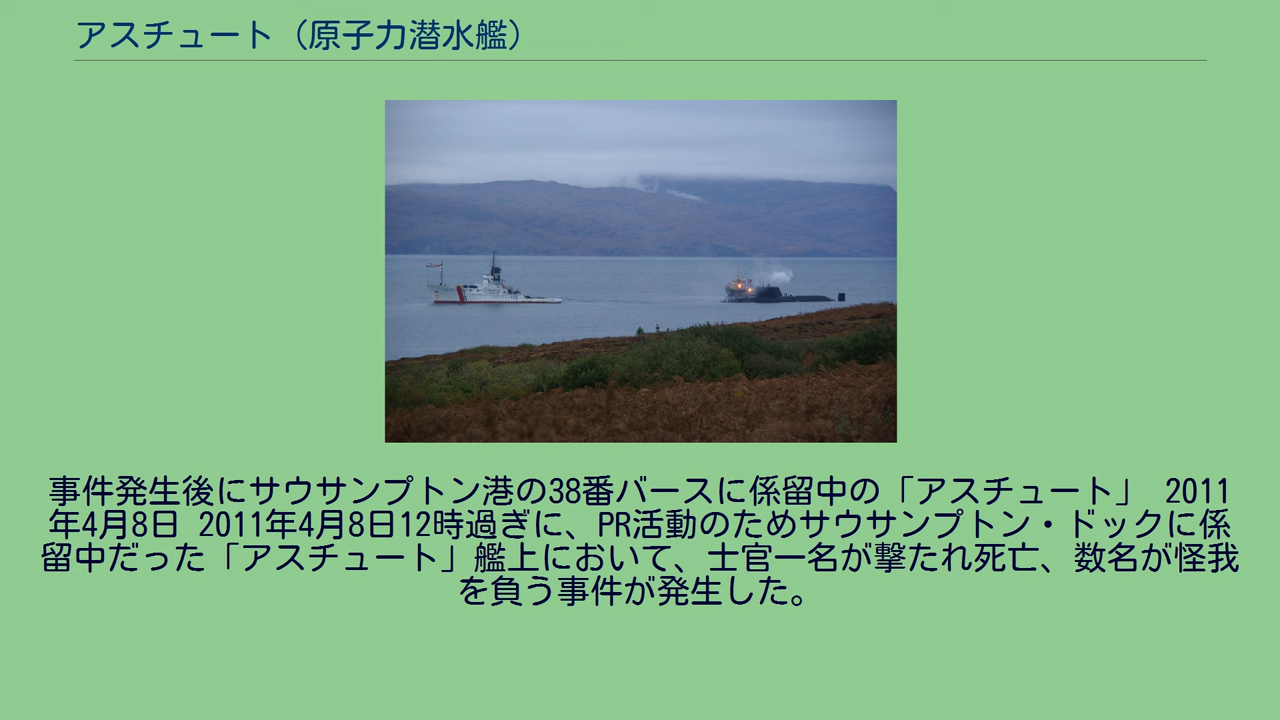 アスチュート（原子力潜水艦）
事件発生後にサウサンプトン港の38番バースに係留中の「アスチュート」 2011
年4月8日 2011年4月8日12時過ぎに、PR活動のためサウサンプトン・ドックに係
留中だった「アスチュート」艦上において、士官一名が撃たれ死亡、数名が怪我
を負う事件が発生した。